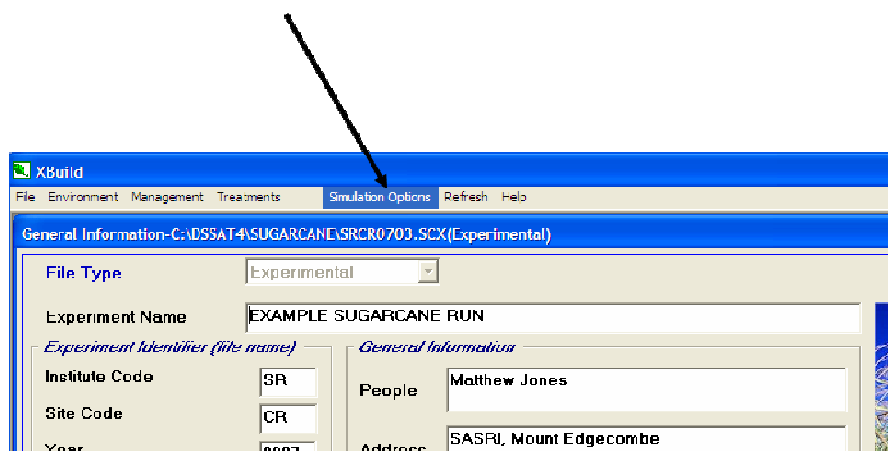 XBuild
File Environment Management Treatments Simulation Options Refresh Help
General Information-C:\DSSAT4\SUGARCANE\SRCR0703.SCX(Experimental)
File Type Experimental
Experiment Name EXAMPLE SUGARCANE RUN
Experiment Identifier (file name) General Information
Institute Code SR
People Matthew Jones
Site Code CR
Year
Address SASRI, Mount Edgecombe